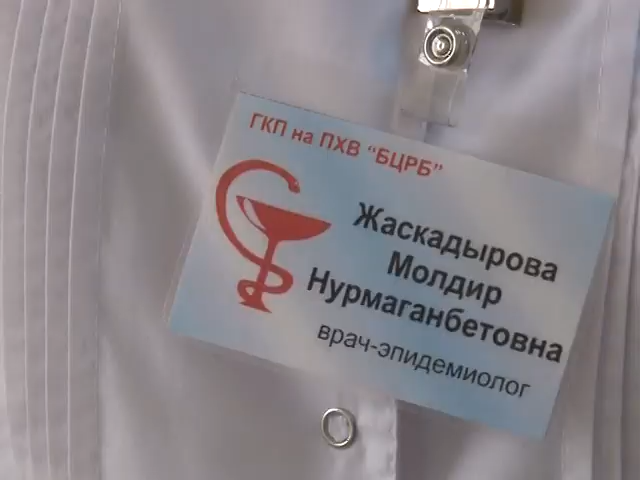 ГКП на ПХВ "БЦРБ"
Жаскадырова
Молдир
Нурмаганбетовна
врач-эпидемиолог